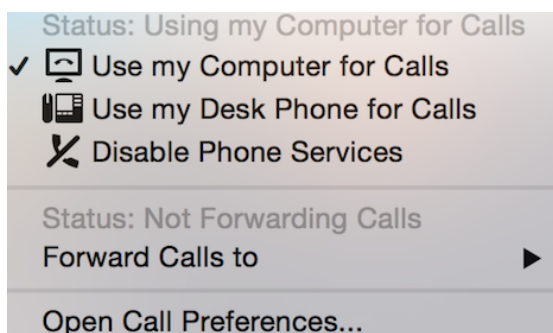 Status: Using my Computer for Calls
Use my Computer for Calls
Use my Desk Phone for Calls
Disable Phone Services
Status: Not Forwarding Calls
Forward Calls to
Open Call Preferences...